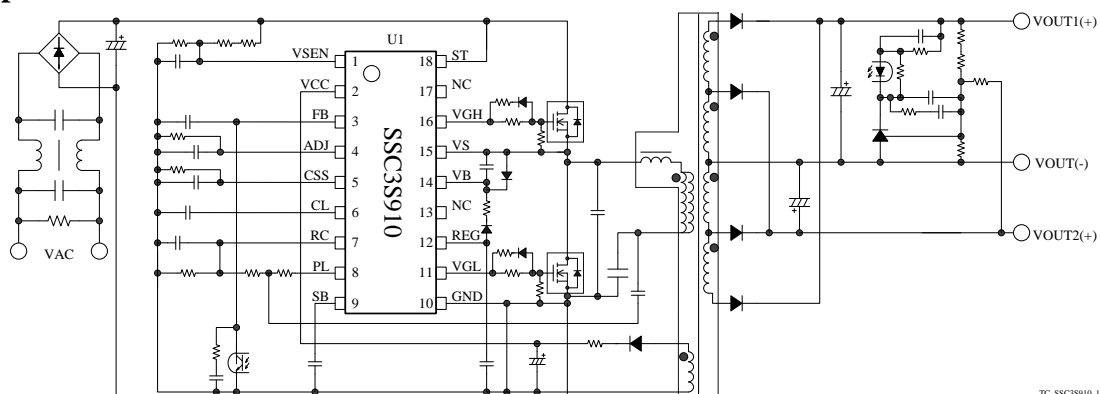 U1
VOUT1(+)
VSEN 1 18 ST
VCC 2 17 NC
FB 3 16 VGH
ADJ 4 15 VS
CSS 5 14 VB
CL 6 13 NC
RC 7 12 REG
PL 8 11 VGL
SB 9 10 GND
SSC3S910
VOUT(-)
VOUT2(+)
VAC
TC_SSC3S910_1